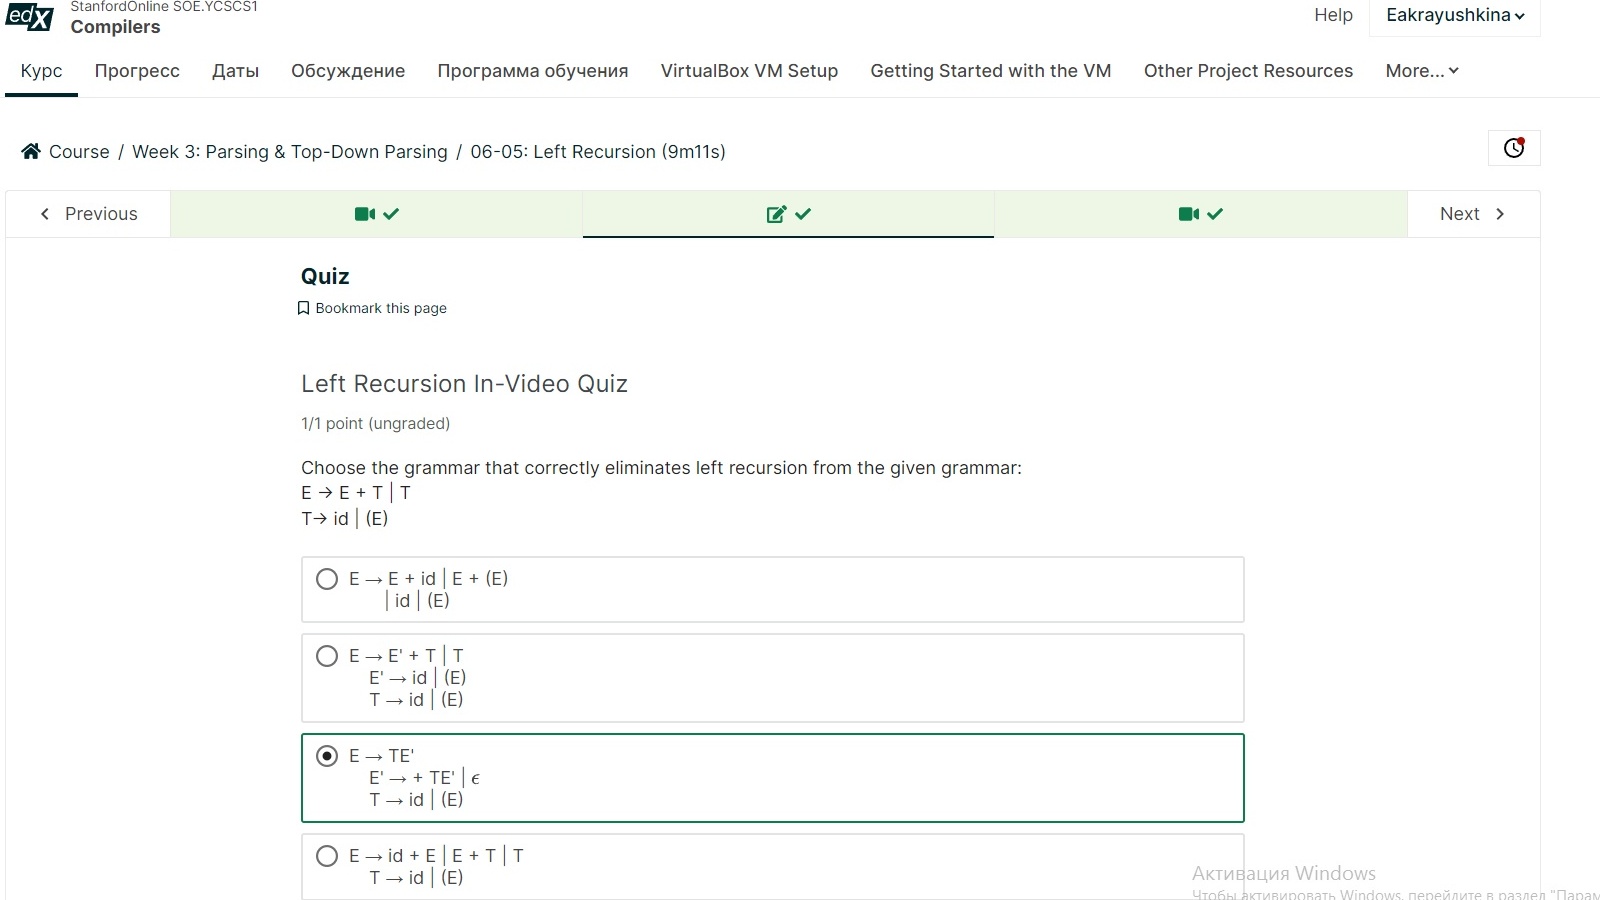 edX
StanfordOnline SOE.YCSCS1
Compilers
Help
Eakrayushkina
Курс Прогресс Даты Обсуждение Программа обучения VirtualBox VM Setup Getting Started with the VM Other Project Resources More...
Course / Week 3: Parsing & Top-Down Parsing / 06-05: Left Recursion (9m11s)
Previous
Next
Quiz
Bookmark this page
Left Recursion In-Video Quiz
1/1 point (ungraded)
Choose the grammar that correctly eliminates left recursion from the given grammar:
E → E + T | T
T→ id | (E)
E → E + id | E + (E)
| id | (E)
E → E' + T | T
E' → id | (E)
T → id | (E)
E → TE'
E' → + TE' | ϵ
T → id | (E)
E → id + E | E + T | T
T → id | (E)
Активация Windows
Чтобы активировать Windows, перейдите в раздел "Парам